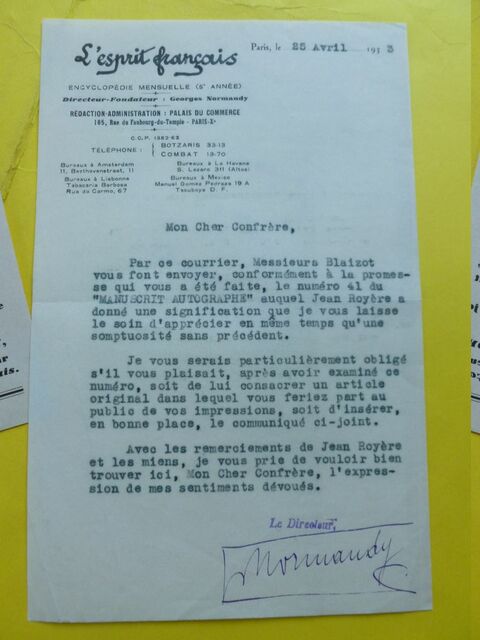 L'esprit français
Paris, le 25 Avril 1933
ENCYCLOPÉDIE MENSUELLE (5e ANNÉE)
Directeur-Fondateur : Georges Normandy
RÉDACTION-ADMINISTRATION : PALAIS DU COMMERCE
105, Rue du Faubourg-du-Temple - PARIS-Xe
C.C.P. 1382-63
TÉLÉPHONE : BOTZARIS 33-13
COMBAT 13-70
Bureaux à Amsterdam
11, Beethovenstraat, 11
Bureaux à Lisbonne
Tabacaria Barbosa
Rua do Carmo, 67
Bureaux à La Havane
S. Lazaro 311 (Altos)
Bureaux à Mexico
Manuel Gomez Pedraza 19 A
Tacubaya D. F.
Mon Cher Confrère,
Par ce courrier, Messieurs Blaizot
vous font envoyer, conformément à la promes-
se qui vous a été faite, le numéro 41 du
"MANUSCRIT AUTOGRAPHE" auquel Jean Royère a
donné une signification que je vous laisse
le soin d'apprécier en même temps qu'une
somptuosité sans précédent.
Je vous serais particulièrement obligé
s'il vous plaisait, après avoir examiné ce
numéro, soit de lui consacrer un article
original dans lequel vous feriez part au
public de vos impressions, soit d'insérer,
en bonne place, le communiqué ci-joint.
Avec les remerciements de Jean Royère
et les miens, je vous prie de vouloir bien
trouver ici, Mon Cher Confrère, l'expres-
sion de mes sentiments dévoués.
Le Directeur,
Normandy